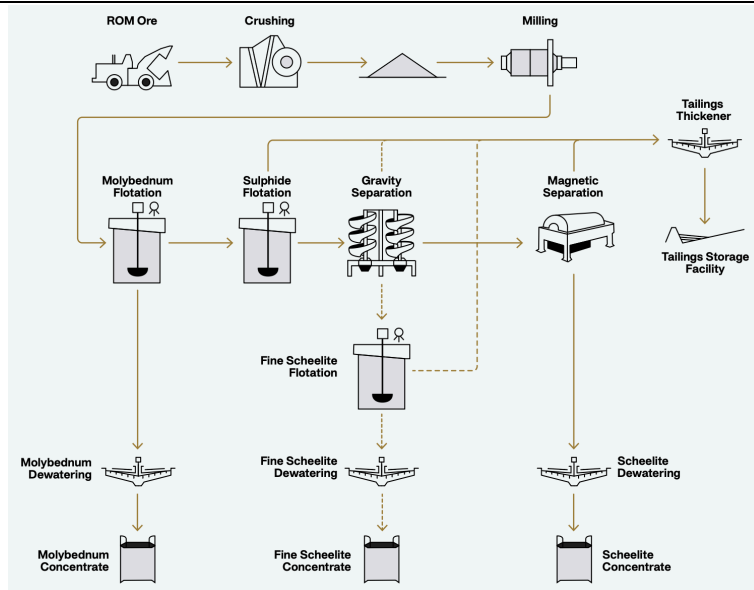 ROM Ore
Crushing
Milling
Tailings
Thickener
Molybednum
Flotation
Sulphide
Flotation
Gravity
Separation
Magnetic
Separation
Tailings Storage
Facility
Fine Scheelite
Flotation
Molybednum
Dewatering
Fine Scheelite
Dewatering
Scheelite
Dewatering
Molybednum
Concentrate
Fine Scheelite
Concentrate
Scheelite
Concentrate